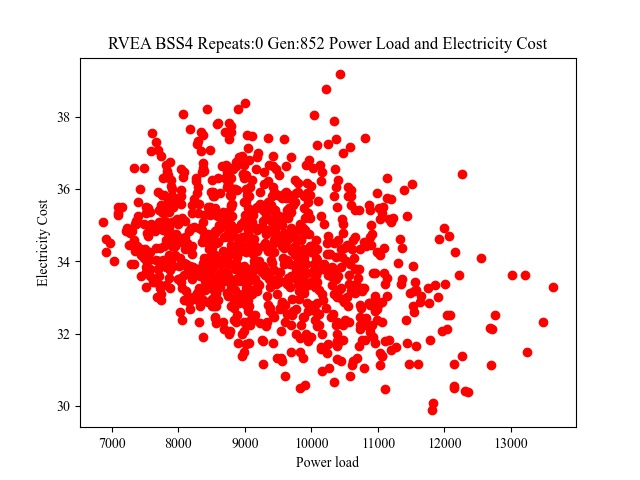 RVEA BSS4 Repeats:0 Gen:852 Power Load and Electricity Cost
Electricity Cost
38
36
34
32
30
7000 8000 9000 10000 11000 12000 13000
Power load